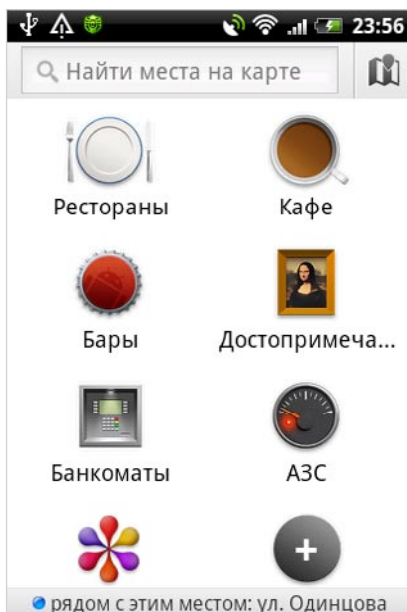 23:56
Найти места на карте
Рестораны
Кафе
Бары
Достопримеча...
Банкоматы
АЗС
рядом с этим местом: ул. Одинцова